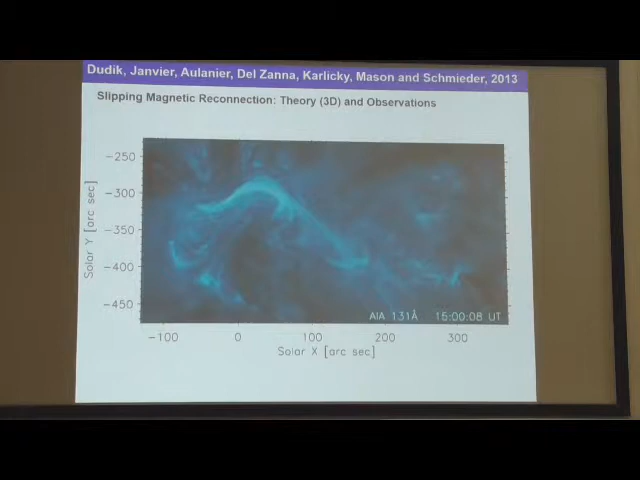 Dudik, Janvier, Aulanier, Del Zanna, Karlicky, Mason and Schmieder, 2013
Slipping Magnetic Reconnection: Theory (3D) and Observations
−250
−300
−350
−400
−450
Solar Y [arc sec]
AIA 131Å 15:00:08 UT
−100 0 100 200 300
Solar X [arc sec]